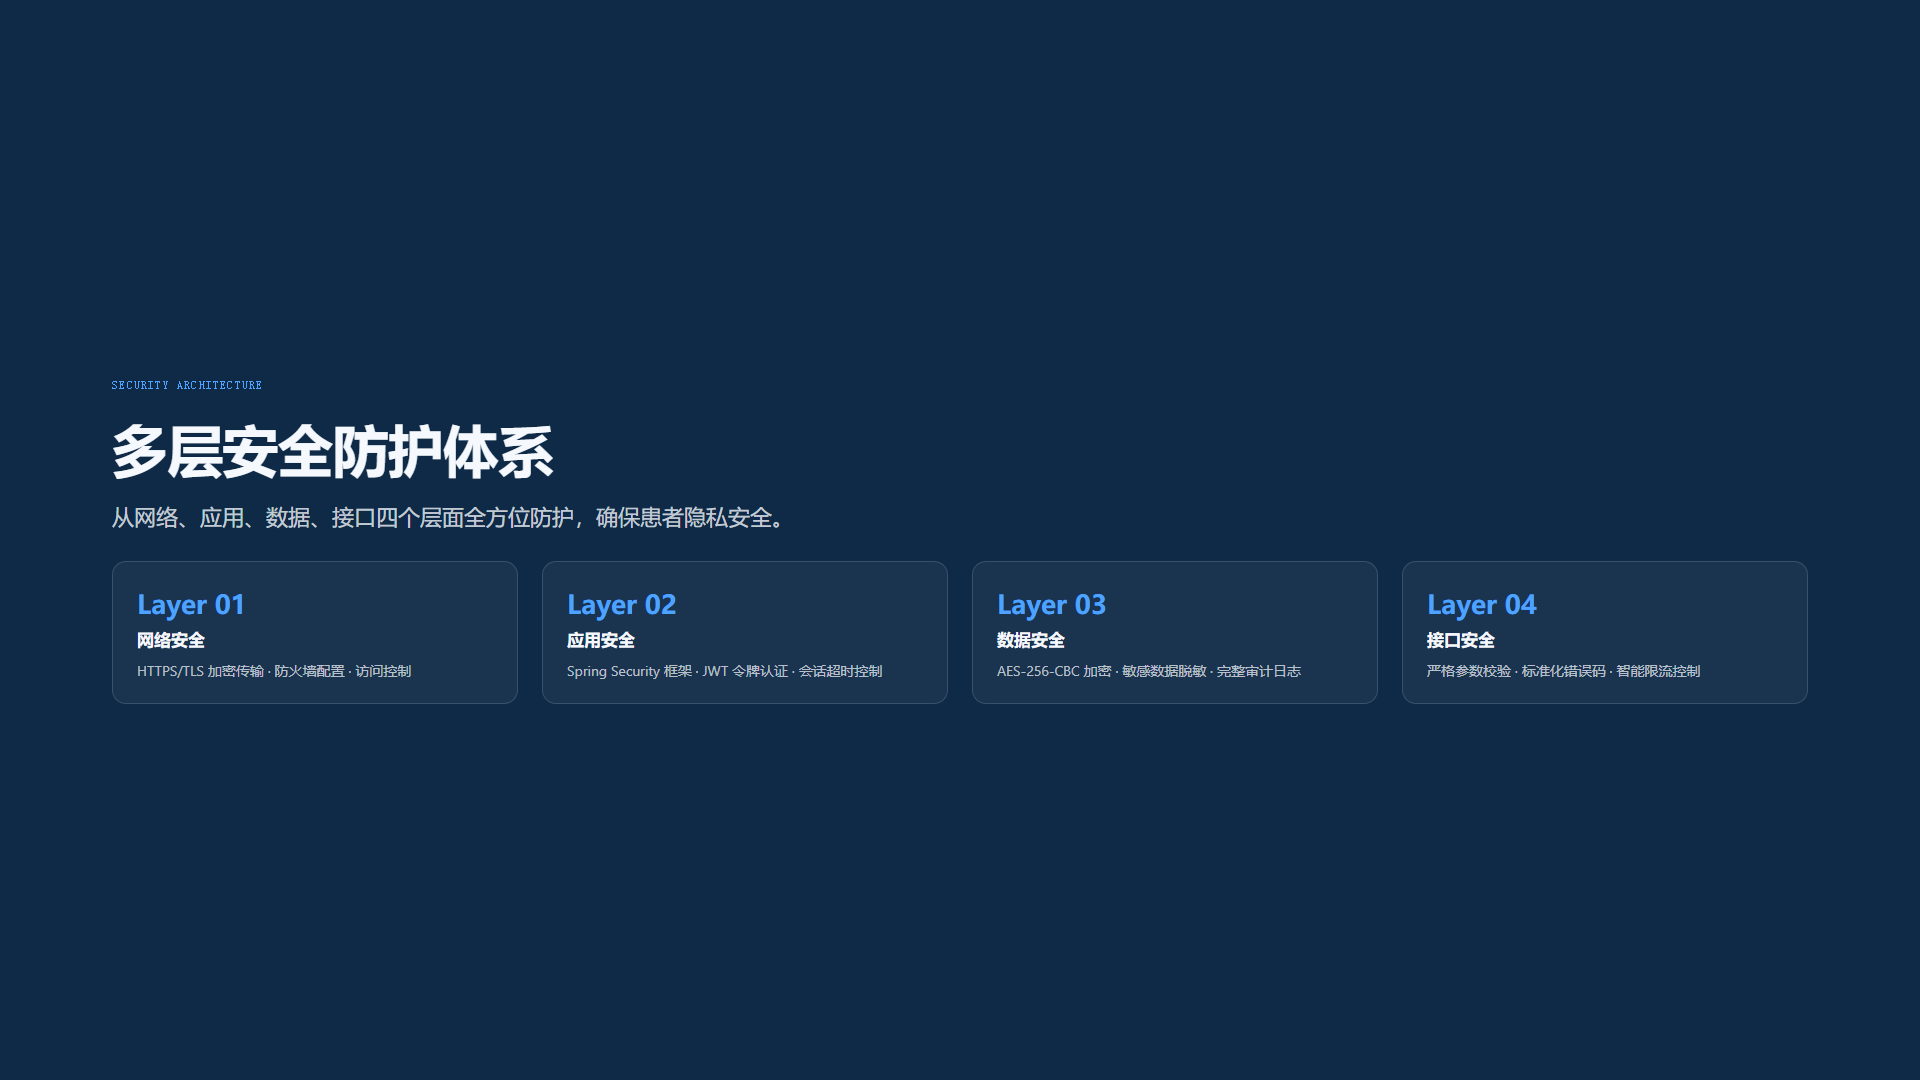 SECURITY ARCHITECTURE
多层安全防护体系
从网络、应用、数据、接口四个层面全方位防护，确保患者隐私安全。
Layer 01
网络安全
HTTPS/TLS 加密传输 · 防火墙配置 · 访问控制
Layer 02
应用安全
Spring Security 框架 · JWT 令牌认证 · 会话超时控制
Layer 03
数据安全
AES-256-CBC 加密 · 敏感数据脱敏 · 完整审计日志
Layer 04
接口安全
严格参数校验 · 标准化错误码 · 智能限流控制